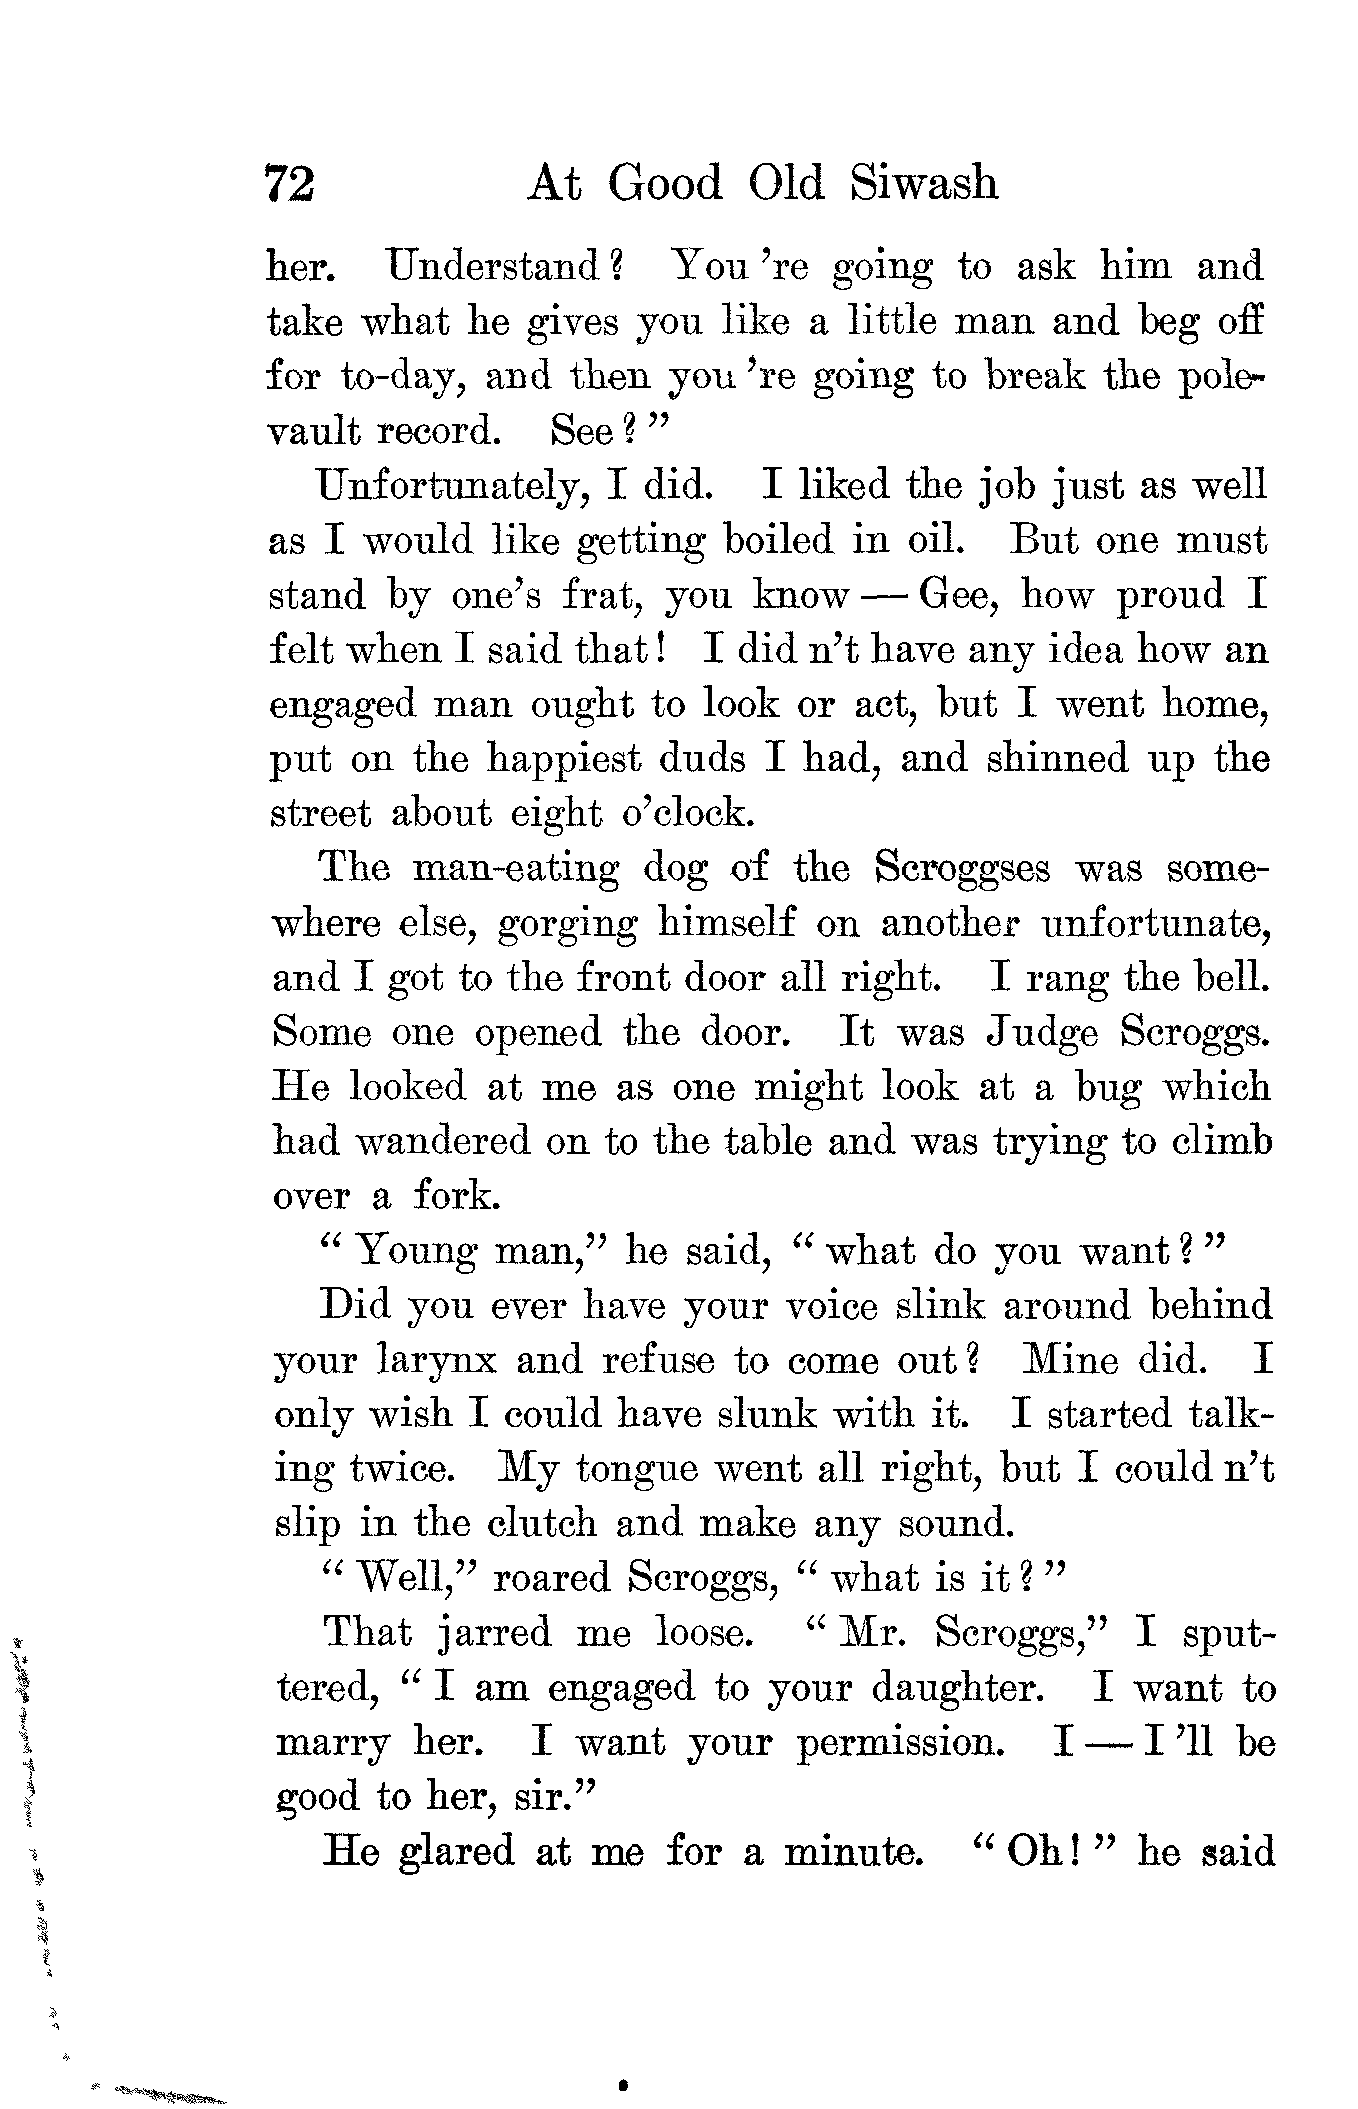 72 At Good Old Siwash
her. Understand? You 're going to ask him and
take what he gives you like a little man and beg off
for to-day, and then you 're going to break the pole-
vault record. See?"
Unfortunately, I did. I liked the job just as well
as I would like getting boiled in oil. But one must
stand by one's frat, you know — Gee, how proud I
felt when I said that! I did n't have any idea how an
engaged man ought to look or act, but I went home,
put on the happiest duds I had, and shinned up the
street about eight o'clock.
The man-eating dog of the Scroggses was some-
where else, gorging himself on another unfortunate,
and I got to the front door all right. I rang the bell.
Some one opened the door. It was Judge Scroggs.
He looked at me as one might look at a bug which
had wandered on to the table and was trying to climb
over a fork.
"Young man," he said, "what do you want?"
Did you ever have your voice slink around behind
your larynx and refuse to come out? Mine did. I
only wish I could have slunk with it. I started talk-
ing twice. My tongue went all right, but I could n't
slip in the clutch and make any sound.
"Well," roared Scroggs, "what is it?"
That jarred me loose. "Mr. Scroggs," I sput-
tered, "I am engaged to your daughter. I want to
marry her. I want your permission. I — I 'll be
good to her, sir."
He glared at me for a minute. "Oh!" he said